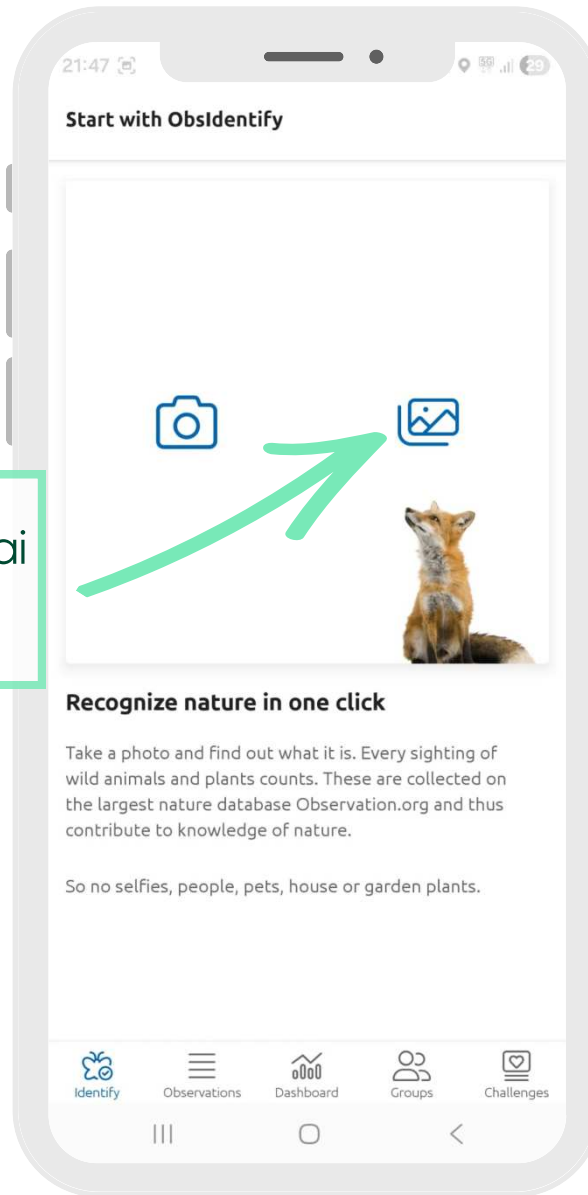 21:47
5G
29
Start with ObsIdentify
ai
Recognize nature in one click
Take a photo and find out what it is. Every sighting of
wild animals and plants counts. These are collected on
the largest nature database Observation.org and thus
contribute to knowledge of nature.
So no selfies, people, pets, house or garden plants.
Identify Observations Dashboard Groups Challenges